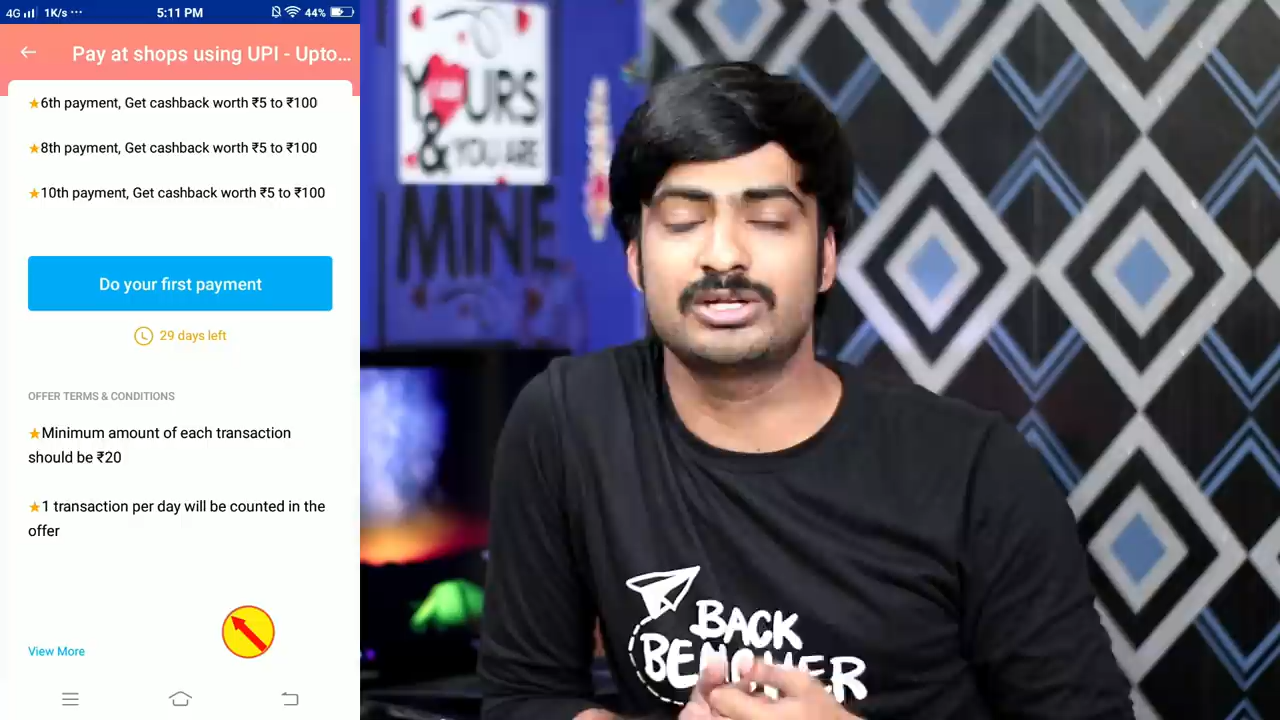 4G 1K/s ··· 5:11 PM 44%
Pay at shops using UPI - Upto...
★6th payment, Get cashback worth ₹5 to ₹100
★8th payment, Get cashback worth ₹5 to ₹100
★10th payment, Get cashback worth ₹5 to ₹100
Do your first payment
29 days left
OFFER TERMS & CONDITIONS
★Minimum amount of each transaction
should be ₹20
★1 transaction per day will be counted in the
offer
View More
YOURS
& YOU ARE
MINE
BACK
BENCHER